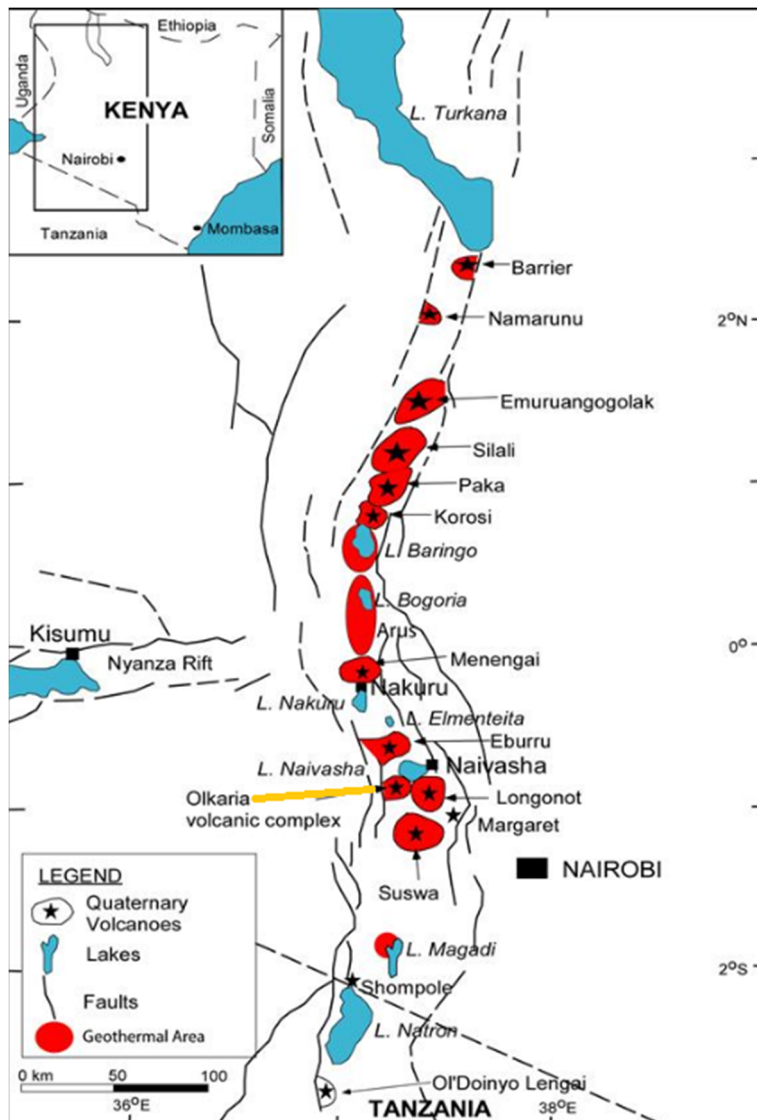 Ethiopia
Uganda
KENYA
Somalia
Nairobi
Tanzania
Mombasa
L. Turkana
Barrier
Namarunu
2°N
Emuruangogolak
Silali
Paka
Korosi
L. Baringo
L. Bogoria
Arus
Kisumu
Nyanza Rift
Menengai
0°
Nakuru
L. Nakuru
L. Elmenteita
Eburru
L. Naivasha
Naivasha
Olkaria
volcanic complex
Longonot
Margaret
NAIROBI
Suswa
LEGEND
Quaternary
Volcanoes
Lakes
Faults
Geothermal Area
L. Magadi
2°S
Shompole
L. Natron
0 km 50 100
Ol'Doinyo Lengai
36°E
TANZANIA
38°E